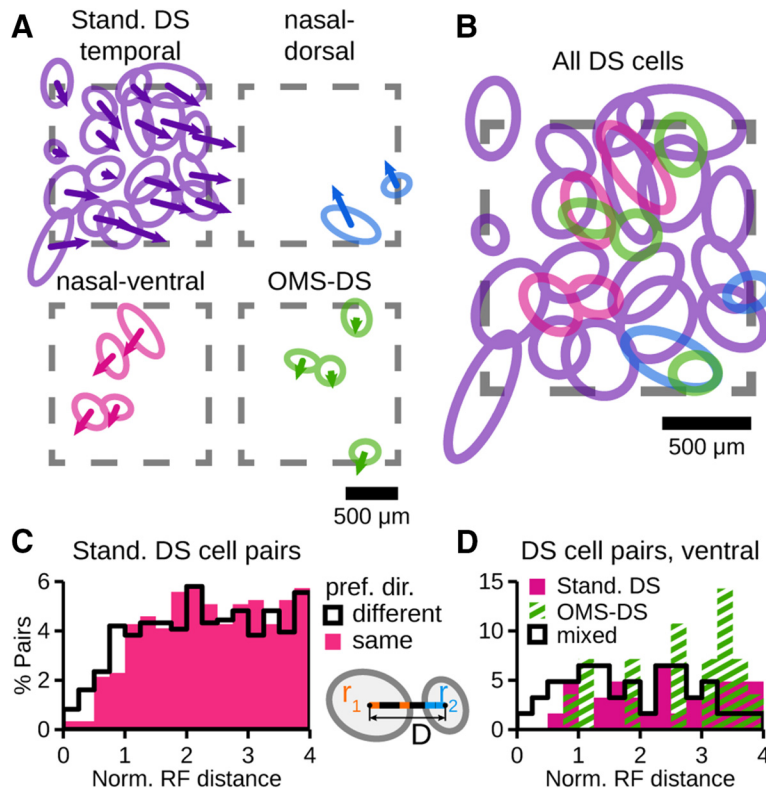 A
Stand. DS
temporal
nasal-
dorsal
nasal-ventral
OMS-DS
500 µm
B
All DS cells
500 µm
C
Stand. DS cell pairs
% Pairs
6
4
2
0
0 1 2 3 4
Norm. RF distance
pref. dir.
different
same
r1
r2
D
D
DS cell pairs, ventral
15
10
5
0
Stand. DS
OMS-DS
mixed
0 1 2 3 4
Norm. RF distance